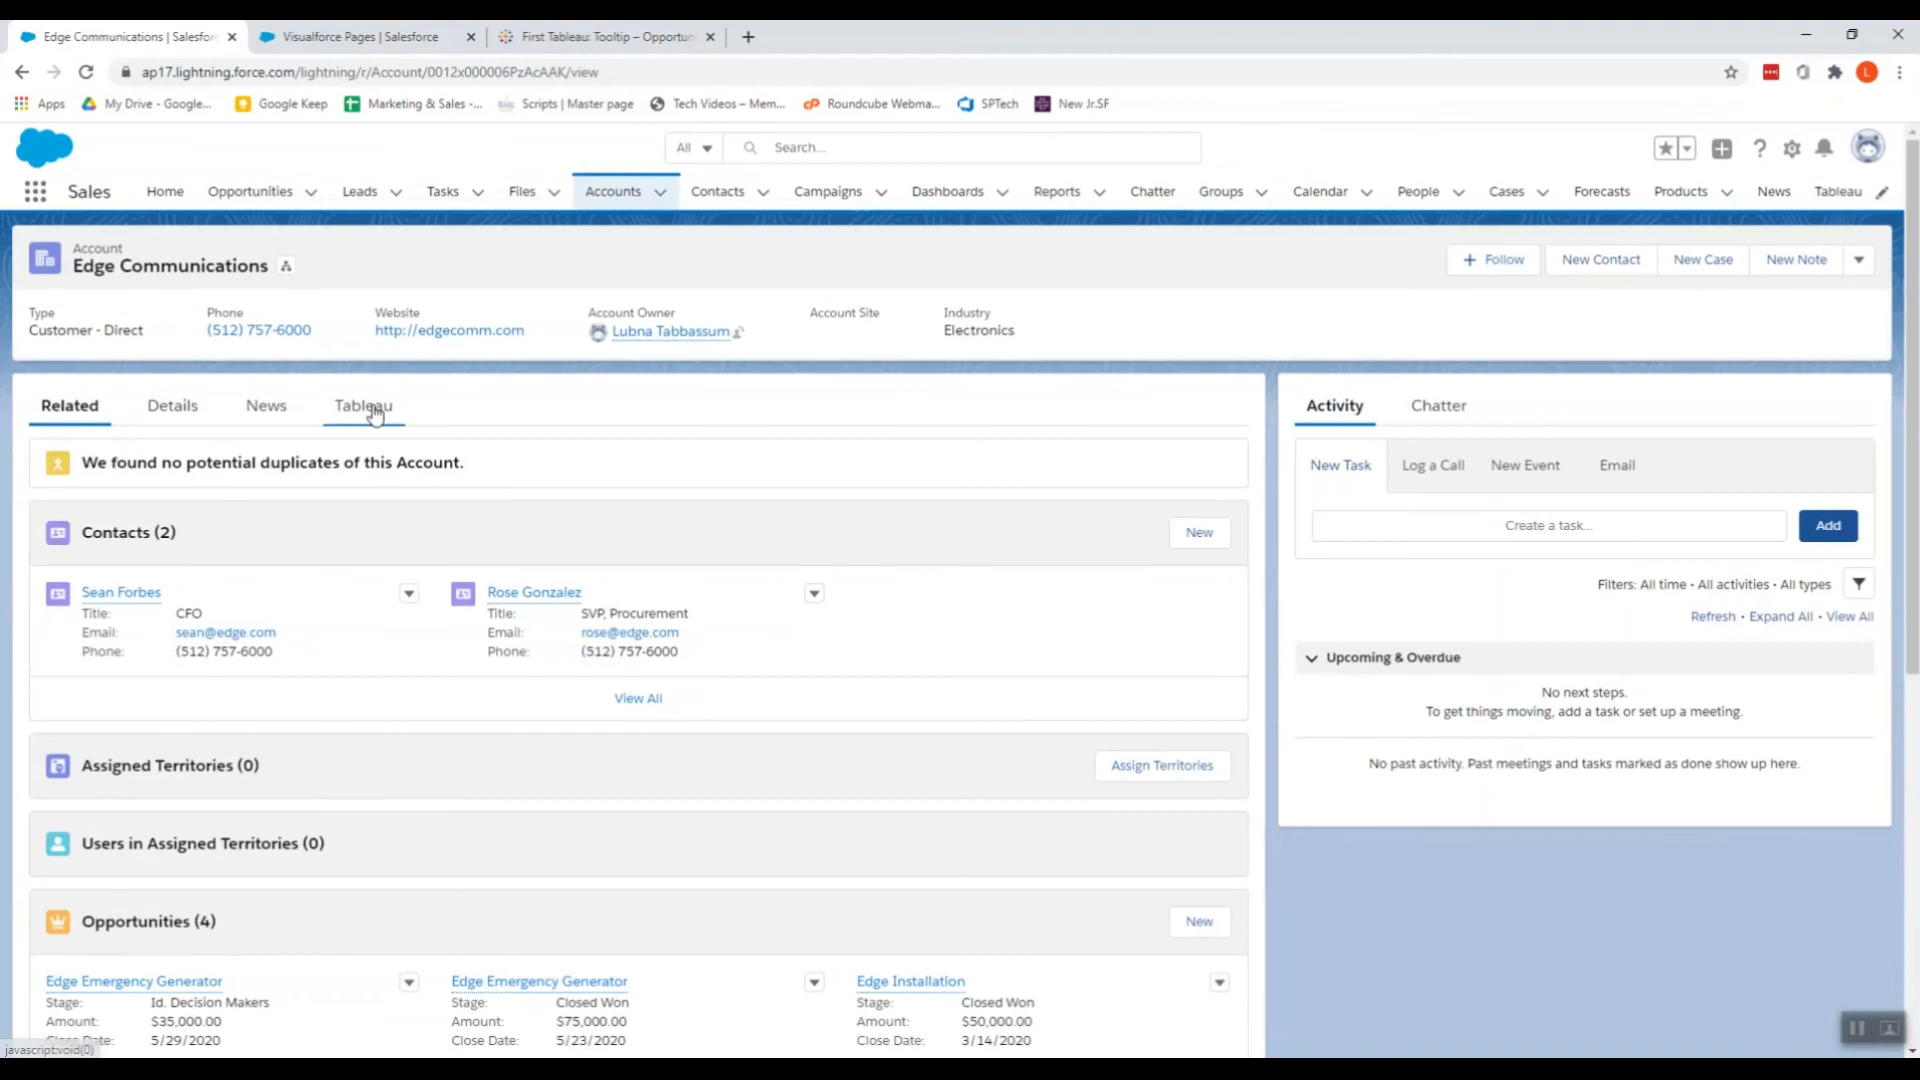 Edge Communications | Salesforc
Visualforce Pages | Salesforce
First Tableau: Tooltip – Opportun
ap17.lightning.force.com/lightning/r/Account/0012x000006PzAcAAK/view
L
Apps
My Drive - Google...
Google Keep
Marketing & Sales -...
Scripts | Master page
Tech Videos – Mem...
Roundcube Webma...
SPTech
New Jr.SF
All
Search...
Sales
Home
Opportunities
Leads
Tasks
Files
Accounts
Contacts
Campaigns
Dashboards
Reports
Chatter
Groups
Calendar
People
Cases
Forecasts
Products
News
Tableau
Account
Edge Communications
Follow
New Contact
New Case
New Note
Type
Phone
Website
Account Owner
Account Site
Industry
Customer - Direct
(512) 757-6000
http://edgecomm.com
Lubna Tabbassum
Electronics
Related
Details
News
Tableau
We found no potential duplicates of this Account.
Contacts (2)
New
Sean Forbes
Title: CFO
Email: sean@edge.com
Phone: (512) 757-6000
Rose Gonzalez
Title: SVP, Procurement
Email: rose@edge.com
Phone: (512) 757-6000
View All
Assigned Territories (0)
Assign Territories
Users in Assigned Territories (0)
Opportunities (4)
New
Edge Emergency Generator
Stage: Id. Decision Makers
Amount: $35,000.00
Close Date: 5/29/2020
Edge Emergency Generator
Stage: Closed Won
Amount: $75,000.00
Close Date: 5/23/2020
Edge Installation
Stage: Closed Won
Amount: $50,000.00
Close Date: 3/14/2020
Activity
Chatter
New Task
Log a Call
New Event
Email
Create a task...
Add
Filters: All time • All activities • All types
Refresh • Expand All • View All
Upcoming & Overdue
No next steps.
To get things moving, add a task or set up a meeting.
No past activity. Past meetings and tasks marked as done show up here.
javascript:void(0)